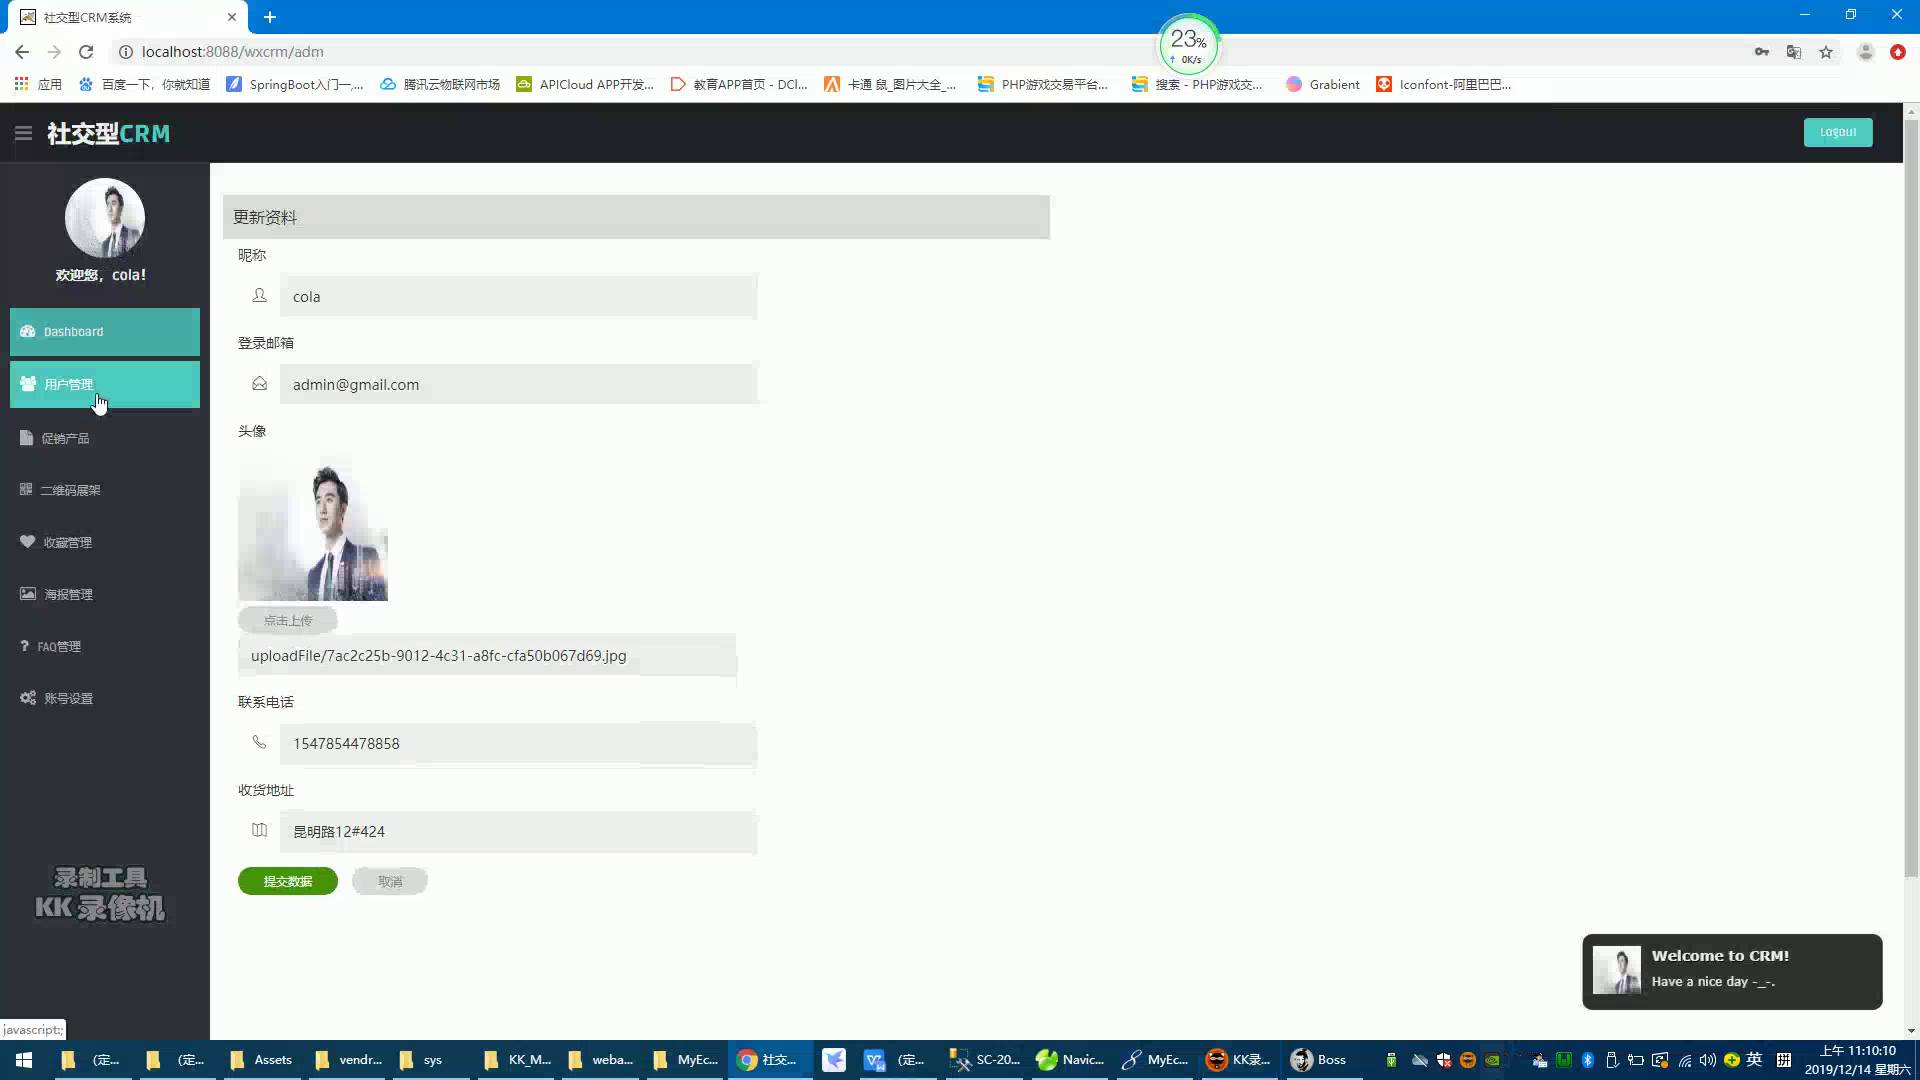 社交型CRM系统
localhost:8088/wxcrm/adm
23%
0K/s
应用
百度一下，你就知道
SpringBoot入门一,...
腾讯云物联网市场
APICloud APP开发...
教育APP首页 - DCl...
卡通 鼠_图片大全_...
PHP游戏交易平台...
搜索 - PHP游戏交...
Grabient
Iconfont-阿里巴巴...
社交型CRM
Logout
欢迎您，cola!
Dashboard
用户管理
促销产品
二维码展架
收藏管理
海报管理
FAQ管理
账号设置
更新资料
昵称
cola
登录邮箱
admin@gmail.com
头像
点击上传
uploadFile/7ac2c25b-9012-4c31-a8fc-cfa50b067d69.jpg
联系电话
1547854478858
收货地址
昆明路12#424
提交数据
取消
录制工具
KK 录像机
Welcome to CRM!
Have a nice day -_-.
javascript:;
(定...
(定...
Assets
vendr...
sys
KK_M...
weba...
MyEc...
社交...
(定...
SC-20...
Navic...
MyEc...
KK录...
Boss
英
拼
上午 11:10:10
2019/12/14 星期六